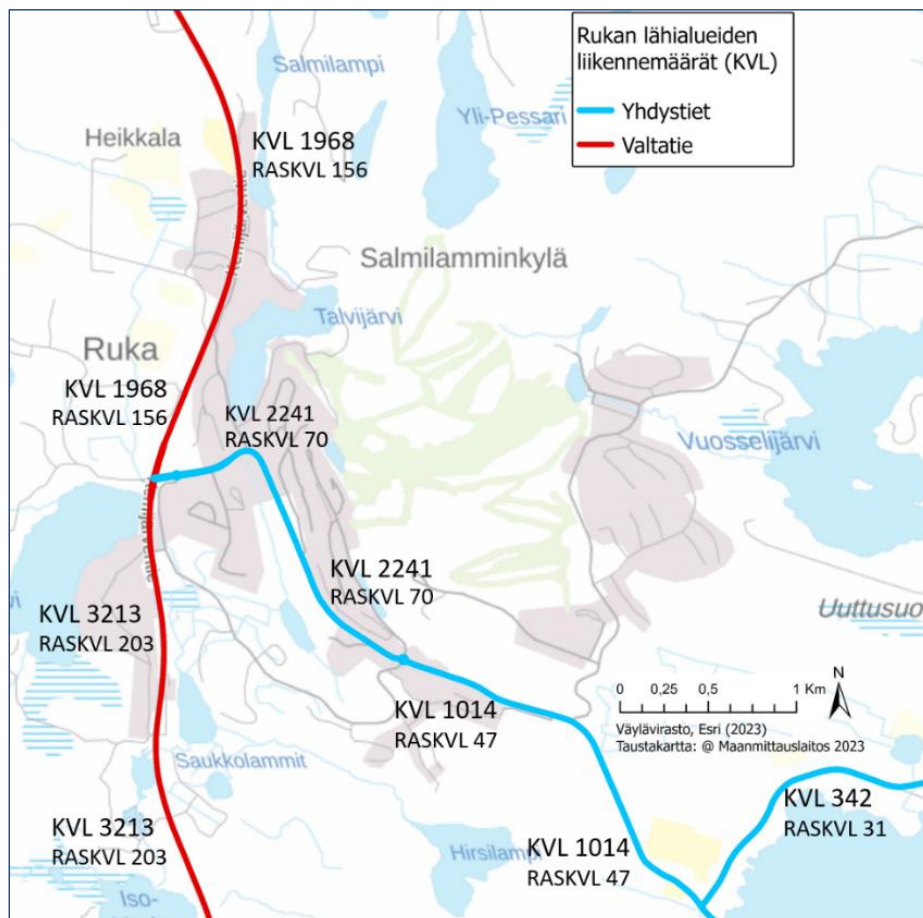 Rukan lähialueiden
liikennemäärät (KVL)
Yhdystiet
Valtatie
Salmilampi
Yli-Pessari
Heikkala
KVL 1968
RASKVL 156
Salmilamminkylä
Talvijärvi
Ruka
KVL 1968
RASKVL 156
KVL 2241
RASKVL 70
Vuosselijärvi
KVL 2241
RASKVL 70
KVL 3213
RASKVL 203
Uuttusuo
N
0 0,25 0,5 1 Km
KVL 1014
RASKVL 47
Väylävirasto, Esri (2023)
Taustakartta: @ Maanmittauslaitos 2023
Saukkolammit
KVL 342
RASKVL 31
KVL 3213
RASKVL 203
Hirsilampi
KVL 1014
RASKVL 47
Iso-